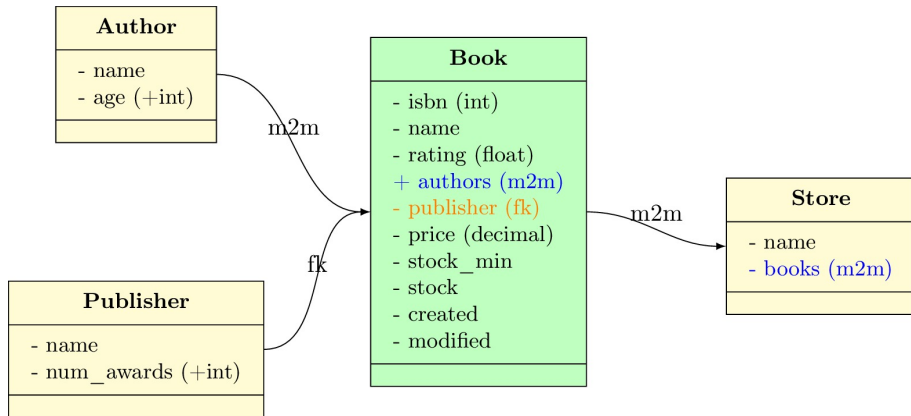 Author
- name
- age (+int)
m2m
Publisher
- name
- num_awards (+int)
fk
Book
- isbn (int)
- name
- rating (float)
+ authors (m2m)
- publisher (fk)
- price (decimal)
- stock_min
- stock
- created
- modified
m2m
Store
- name
- books (m2m)